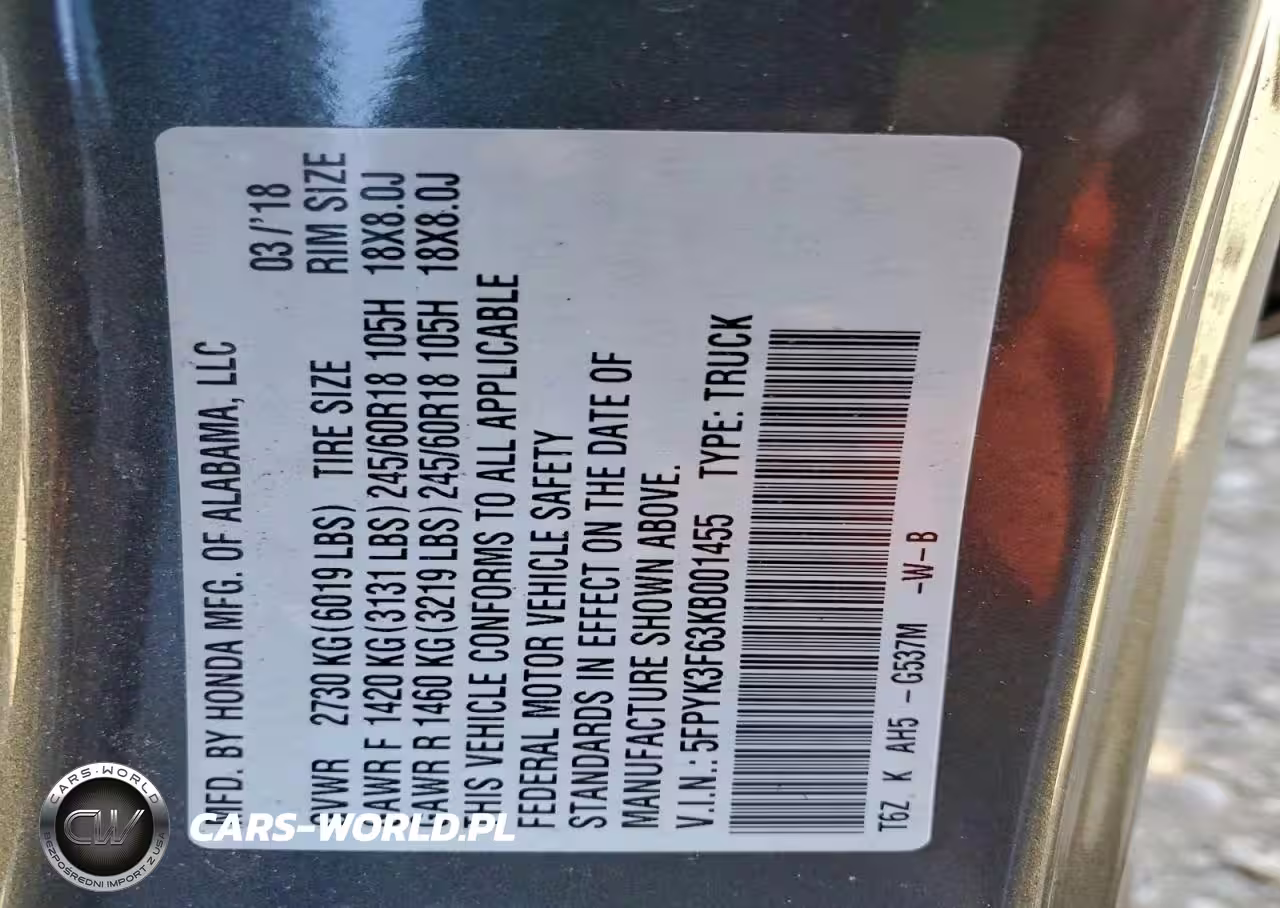 MFD. BY HONDA MFG. OF ALABAMA, LLC
03/'18
GVWR 2730 KG(6019 LBS) TIRE SIZE RIM SIZE
GAWR F 1420 KG(3131 LBS) 245/60R18 105H 18X8.0J
GAWR R 1460 KG(3219 LBS) 245/60R18 105H 18X8.0J
THIS VEHICLE CONFORMS TO ALL APPLICABLE
FEDERAL MOTOR VEHICLE SAFETY
STANDARDS IN EFFECT ON THE DATE OF
MANUFACTURE SHOWN ABOVE.
V.I.N.:5FPYK3F63KB001455 TYPE: TRUCK
T6Z K AH5 -G537M -W-B
CARS-WORLD
CW
BEZPOŚREDNI IMPORT Z USA
CARS-WORLD.PL